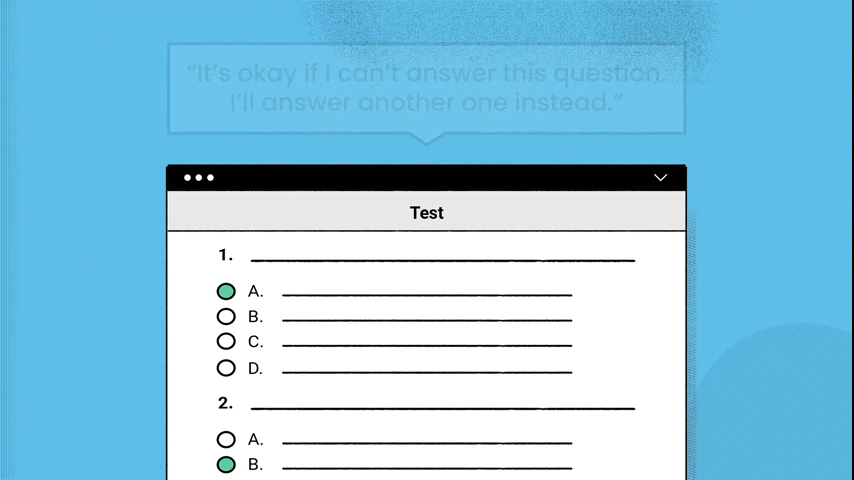 “It’s okay if I can’t answer this question.
I’ll answer another one instead.”
Test
1.
A.
B.
C.
D.
2.
A.
B.